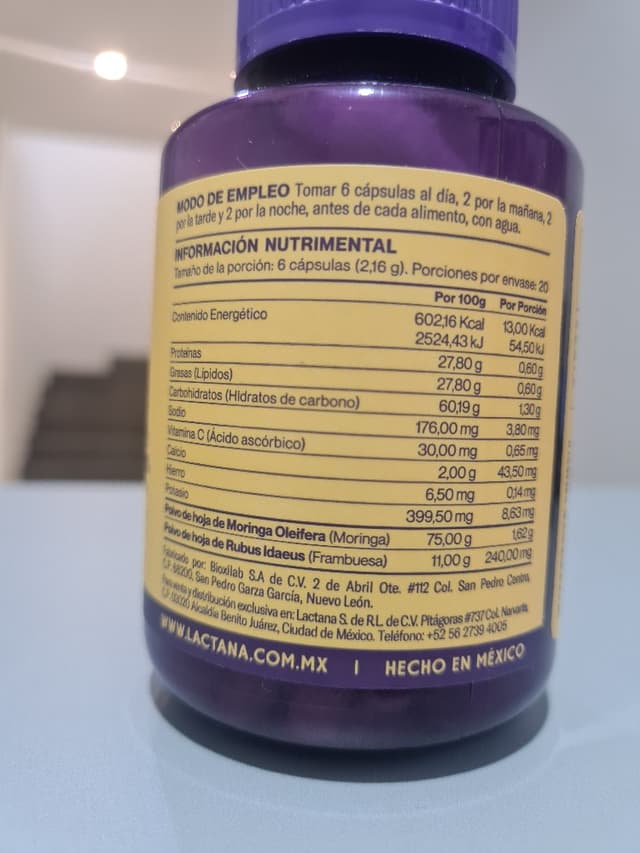 MODO DE EMPLEO Tomar 6 cápsulas al día, 2 por la mañana, 2
por la tarde y 2 por la noche, antes de cada alimento, con agua.
INFORMACIÓN NUTRIMENTAL
Tamaño de la porción: 6 cápsulas (2,16 g). Porciones por envase: 20
Por 100g Por Porción
Contenido Energético 602,16 Kcal 13,00 Kcal
2524,43 kJ 54,50 kJ
Proteínas 27,80 g 0,60 g
Grasas (Lípidos) 27,80 g 0,60 g
Carbohidratos (HIdratos de carbono) 60,19 g 1,30 g
Sodio 176,00 mg 3,80 mg
Vitamina C (Ácido ascórbico) 30,00 mg 0,65 mg
Calcio 2,00 g 43,50 mg
Hierro 6,50 mg 0,14 mg
Potasio 399,50 mg 8,63 mg
Polvo de hoja de Moringa Oleifera (Moringa) 75,00 g 1,62 g
Polvo de hoja de Rubus Idaeus (Frambuesa) 11,00 g 240,00 mg
Fabricado por: Bioxilab S.A de C.V. 2 de Abril Ote. #112 Col. San Pedro Centro,
C.P. 66200, San Pedro Garza García, Nuevo León.
Para venta y distribución exclusiva en: Lactana S. de R.L. de C.V. Pitágoras #737 Col. Narvarte,
C.P. 03020 Alcaldía Benito Juárez, Ciudad de México. Teléfono: +52 56 2739 4005
WWW.LACTANA.COM.MX | HECHO EN MÉXICO